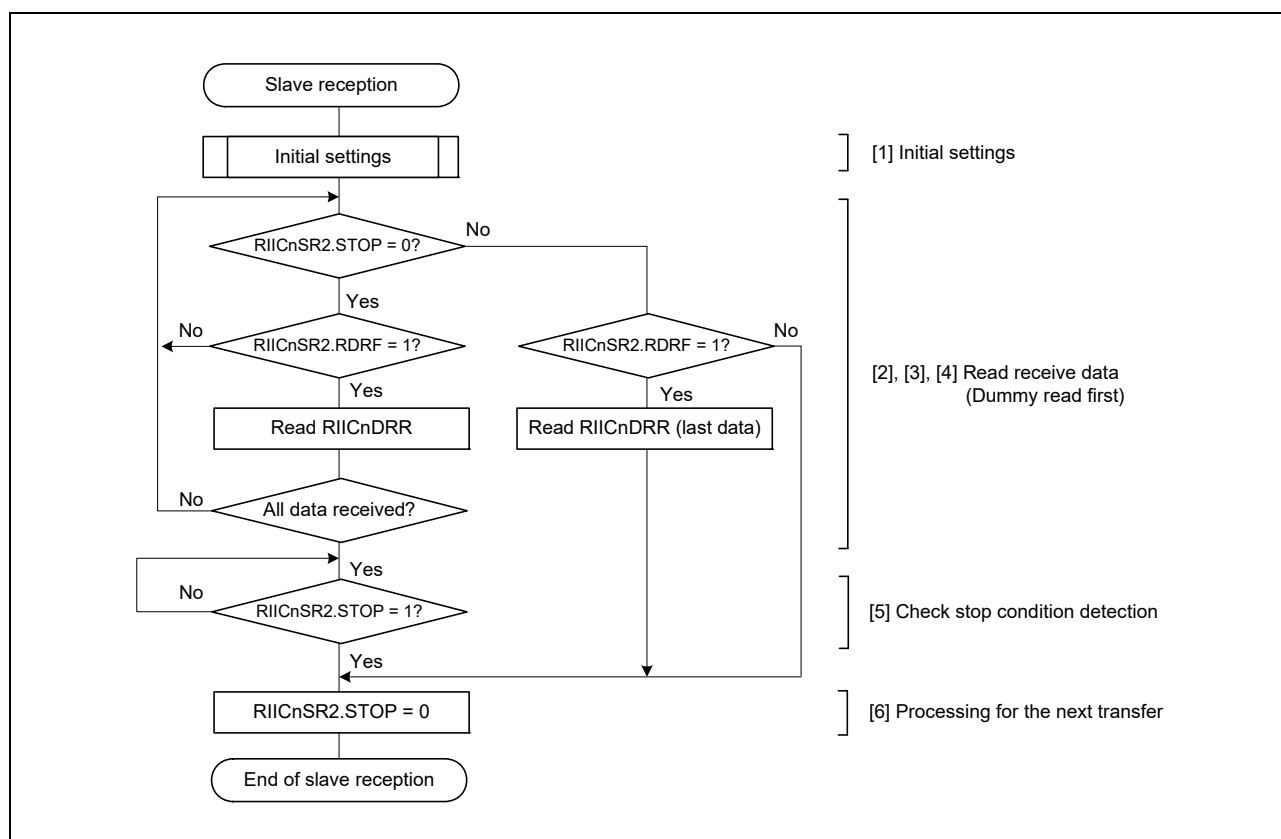 Slave reception
Initial settings
[1] Initial settings
RIICnSR2.STOP = 0?
No
Yes
No
RIICnSR2.RDRF = 1?
RIICnSR2.RDRF = 1?
No
Yes
Yes
[2], [3], [4] Read receive data
(Dummy read first)
Read RIICnDRR
Read RIICnDRR (last data)
No
All data received?
Yes
No
RIICnSR2.STOP = 1?
[5] Check stop condition detection
Yes
RIICnSR2.STOP = 0
[6] Processing for the next transfer
End of slave reception